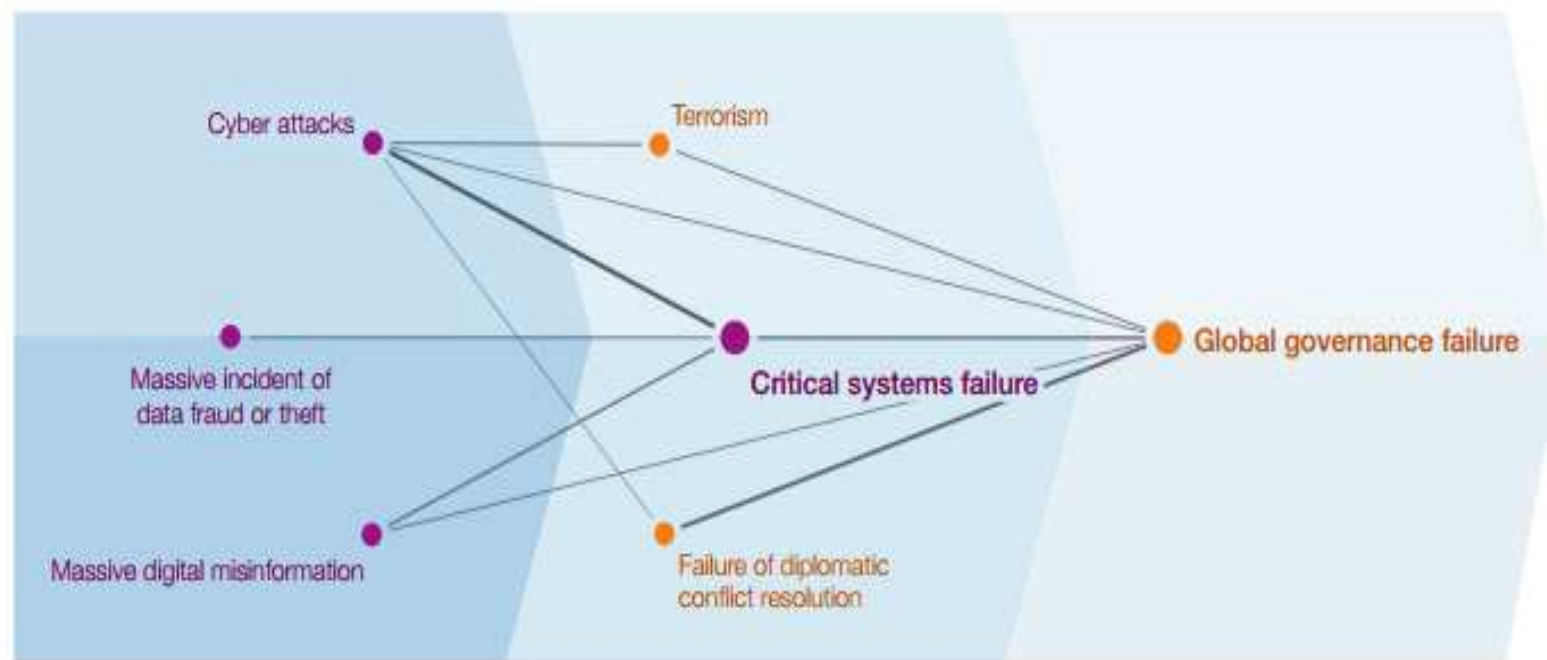 Cyber attacks
Terrorism
Global governance failure
Massive incident of
data fraud or theft
Critical systems failure
Massive digital misinformation
Failure of diplomatic
conflict resolution